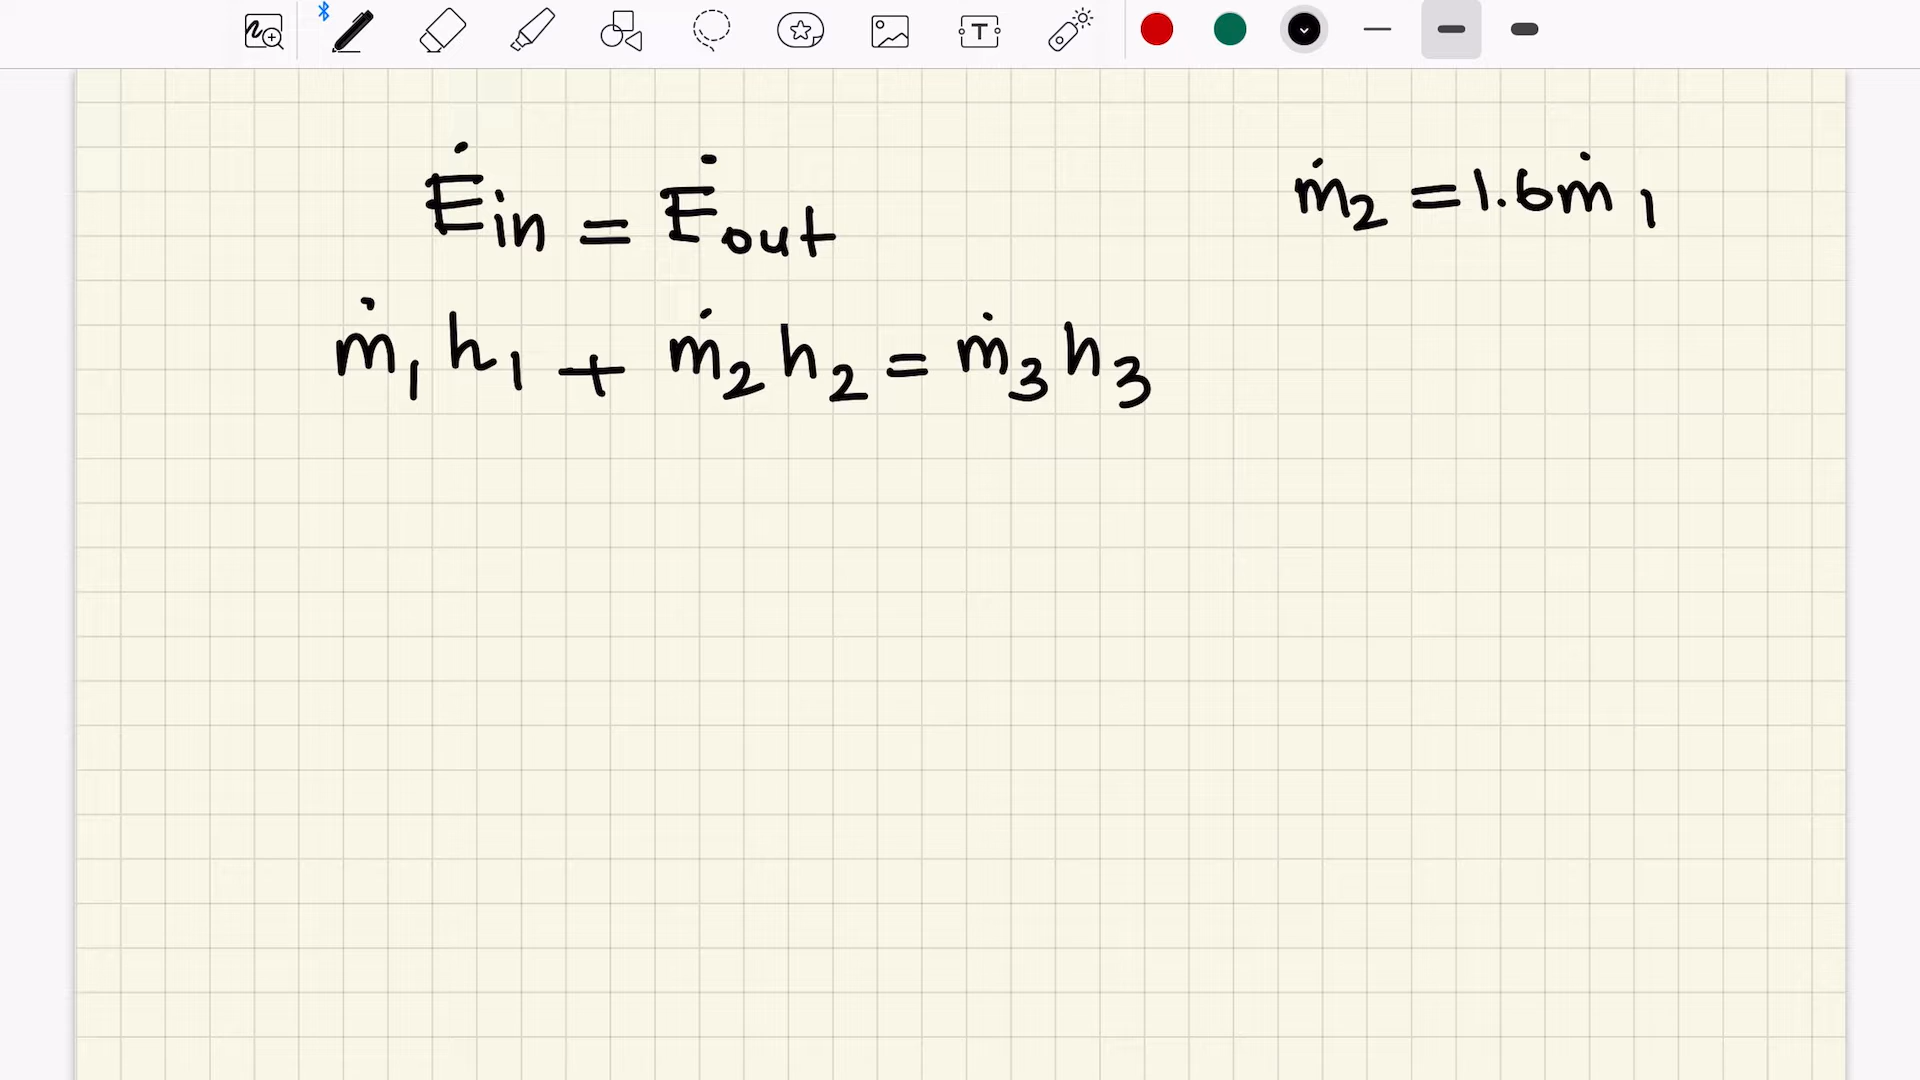 Ėin = Ėout
ṁ2 = 1.6ṁ1
ṁ1h1 + ṁ2h2 = ṁ3h3